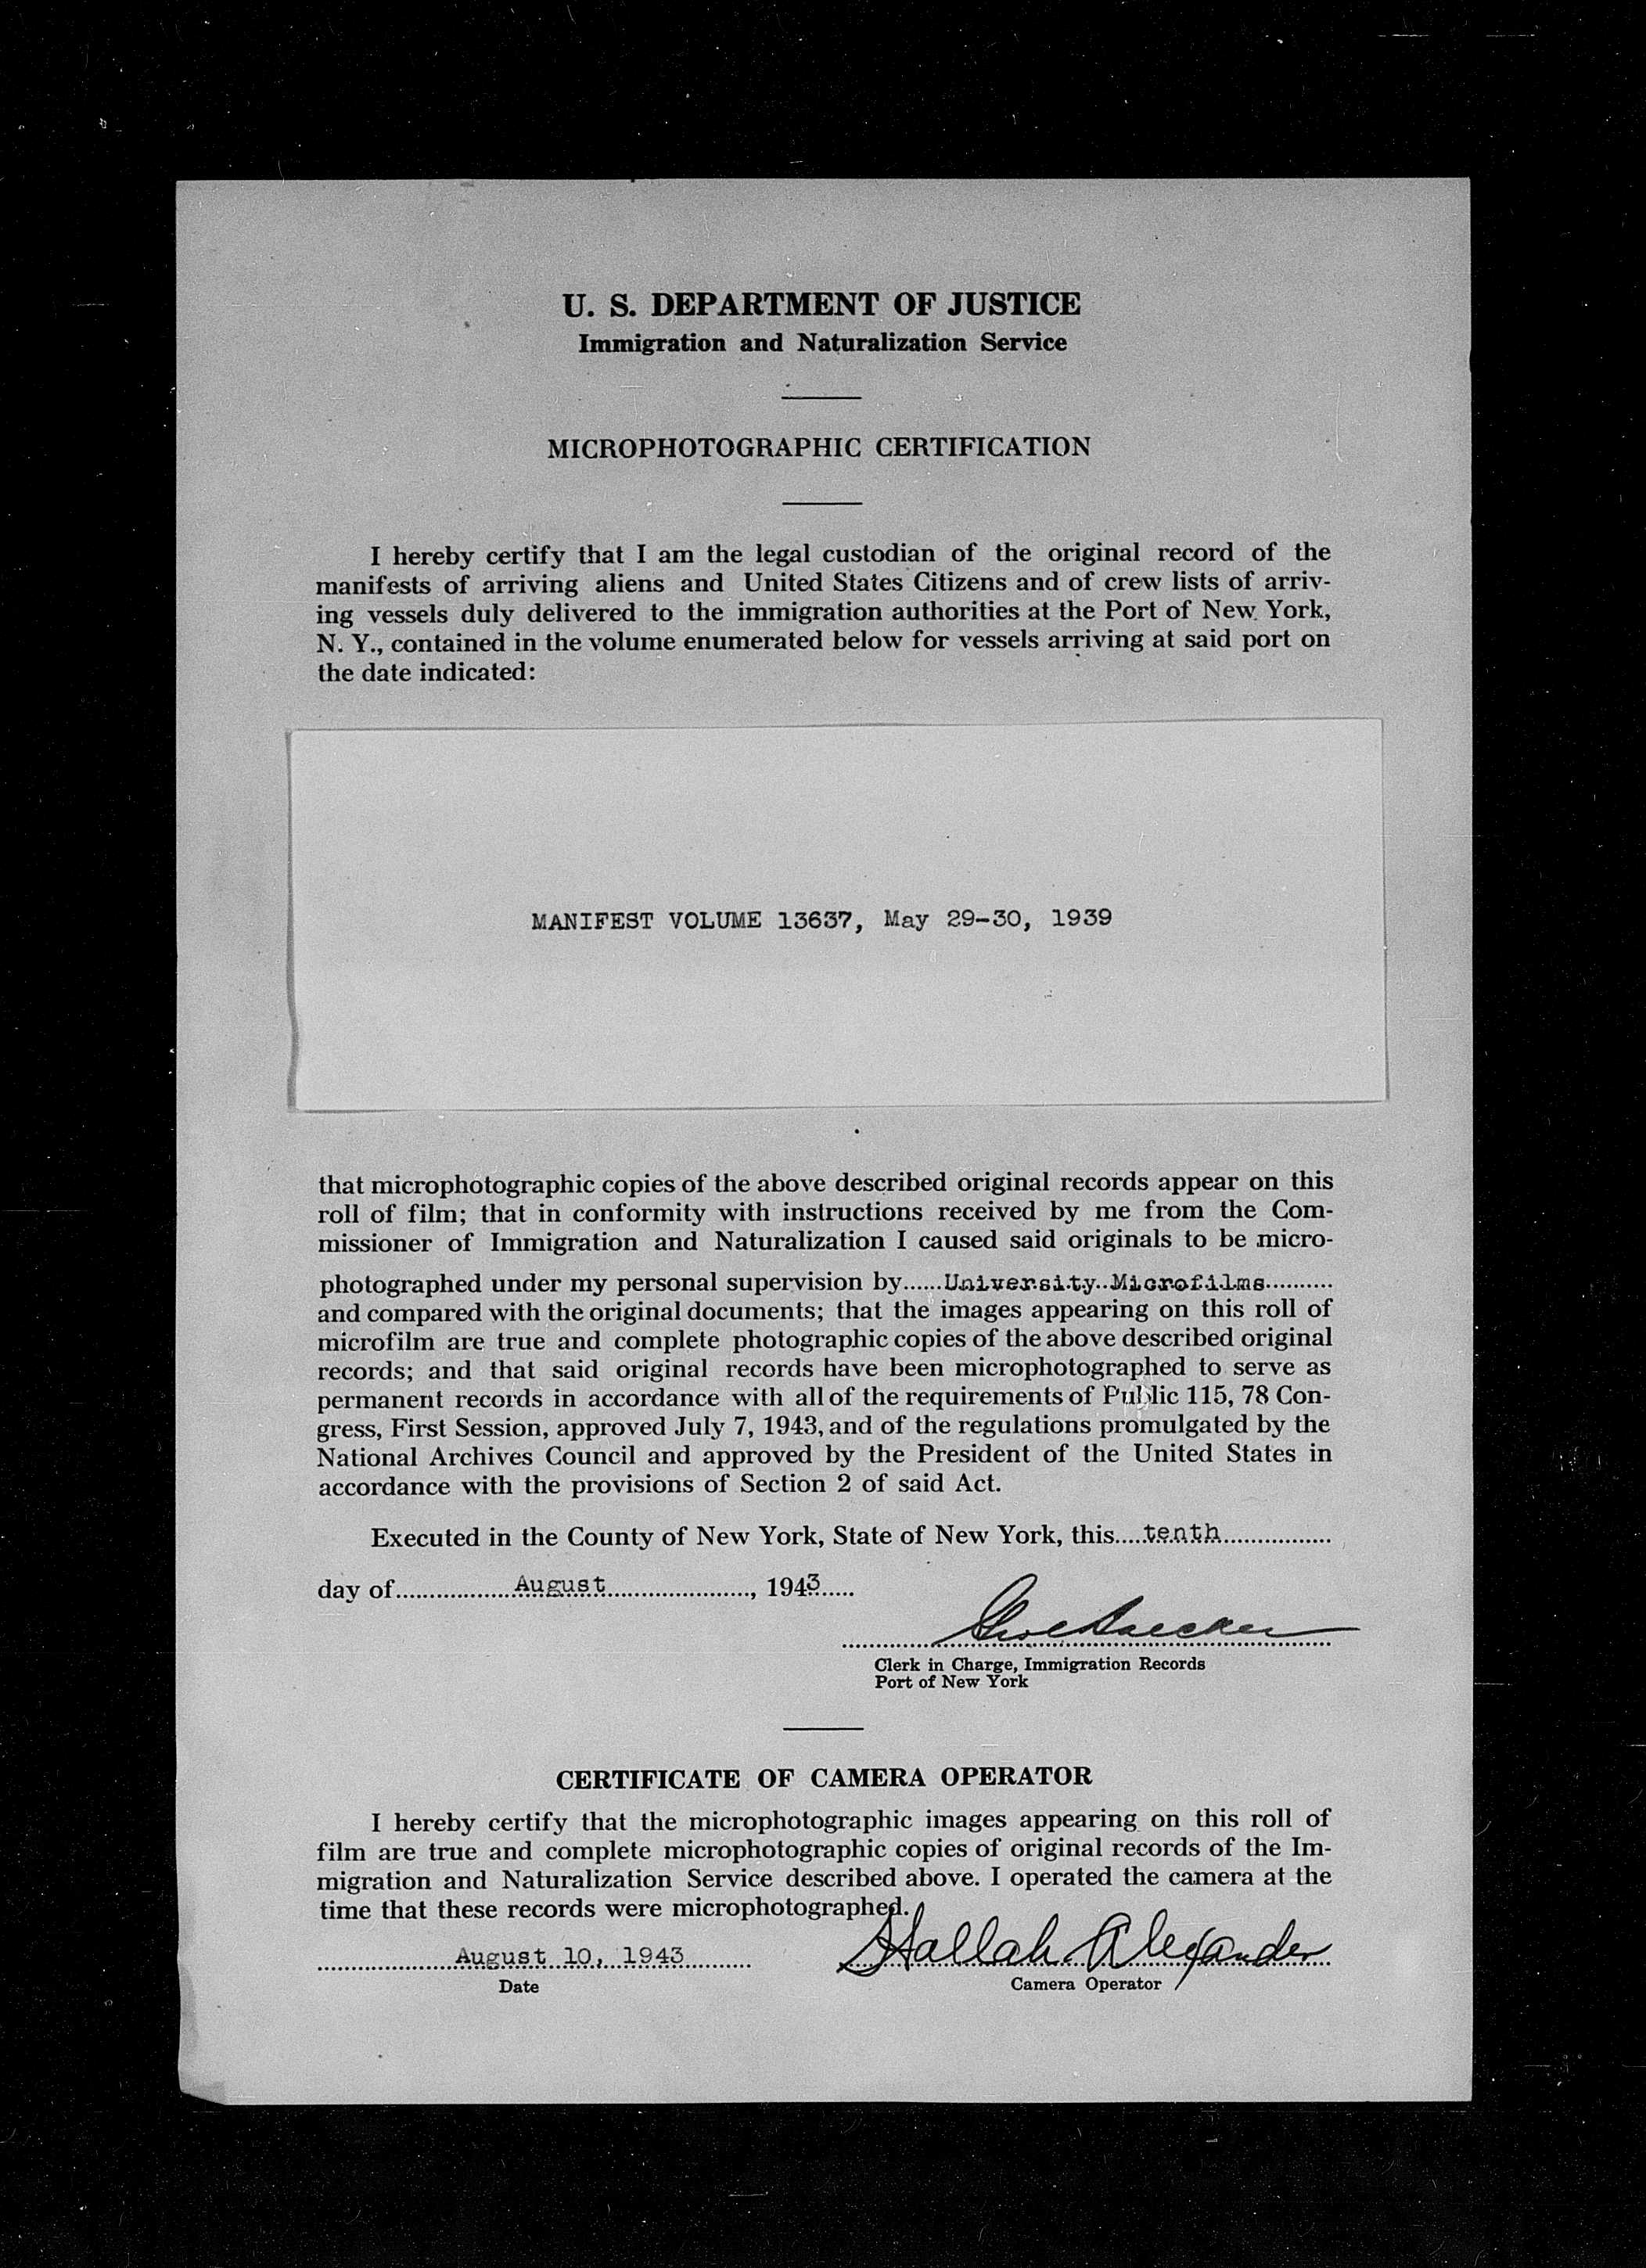 U. S. DEPARTMENT OF JUSTICE
Immigration and Naturalization Service
MICROPHOTOGRAPHIC CERTIFICATION
I hereby certify that I am the legal custodian of the original record of the
manifests of arriving aliens and United States Citizens and of crew lists of arriv-
ing vessels duly delivered to the immigration authorities at the Port of New York,
N. Y., contained in the volume enumerated below for vessels arriving at said port on
the date indicated:
MANIFEST VOLUME 13637, May 29-30, 1939
that microphotographic copies of the above described original records appear on this
roll of film; that in conformity with instructions received by me from the Com-
missioner of Immigration and Naturalization I caused said originals to be micro-
photographed under my personal supervision by......University Microfilms..........
and compared with the original documents; that the images appearing on this roll of
microfilm are true and complete photographic copies of the above described original
records; and that said original records have been microphotographed to serve as
permanent records in accordance with all of the requirements of Public 115, 78 Con-
gress, First Session, approved July 7, 1943, and of the regulations promulgated by the
National Archives Council and approved by the President of the United States in
accordance with the provisions of Section 2 of said Act.
Executed in the County of New York, State of New York, this.....tenth.................
day of..................August......................, 1943......
Clerk in Charge, Immigration Records
Port of New York
CERTIFICATE OF CAMERA OPERATOR
I hereby certify that the microphotographic images appearing on this roll of
film are true and complete microphotographic copies of original records of the Im-
migration and Naturalization Service described above. I operated the camera at the
time that these records were microphotographed.
August 10, 1943 Hallah Alexander
Date Camera Operator